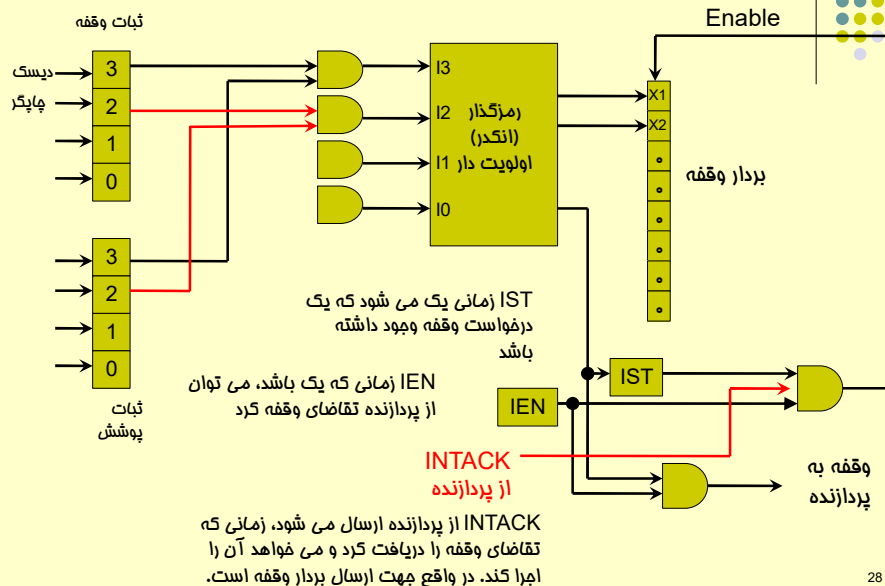 ثبات وقفه
Enable
دیسک
چاپگر
3
2
1
0
I3
I2
I1
I0
رمزگذار
(انکدر)
اولویت دار
X1
X2
بردار وقفه
3
2
1
0
ثبات
پوشش
IST زمانی یک می شود که یک
درخواست وقفه وجود داشته
باشد
IEN زمانی که یک باشد، می توان
از پردازنده تقاضای وقفه کرد
IST
IEN
INTACK
از پردازنده
وقفه به
پردازنده
INTACK از پردازنده ارسال می شود، زمانی که
تقاضای وقفه را دریافت کرد و می خواهد آن را
اجرا کند. در واقع جهت ارسال بردار وقفه است.
28